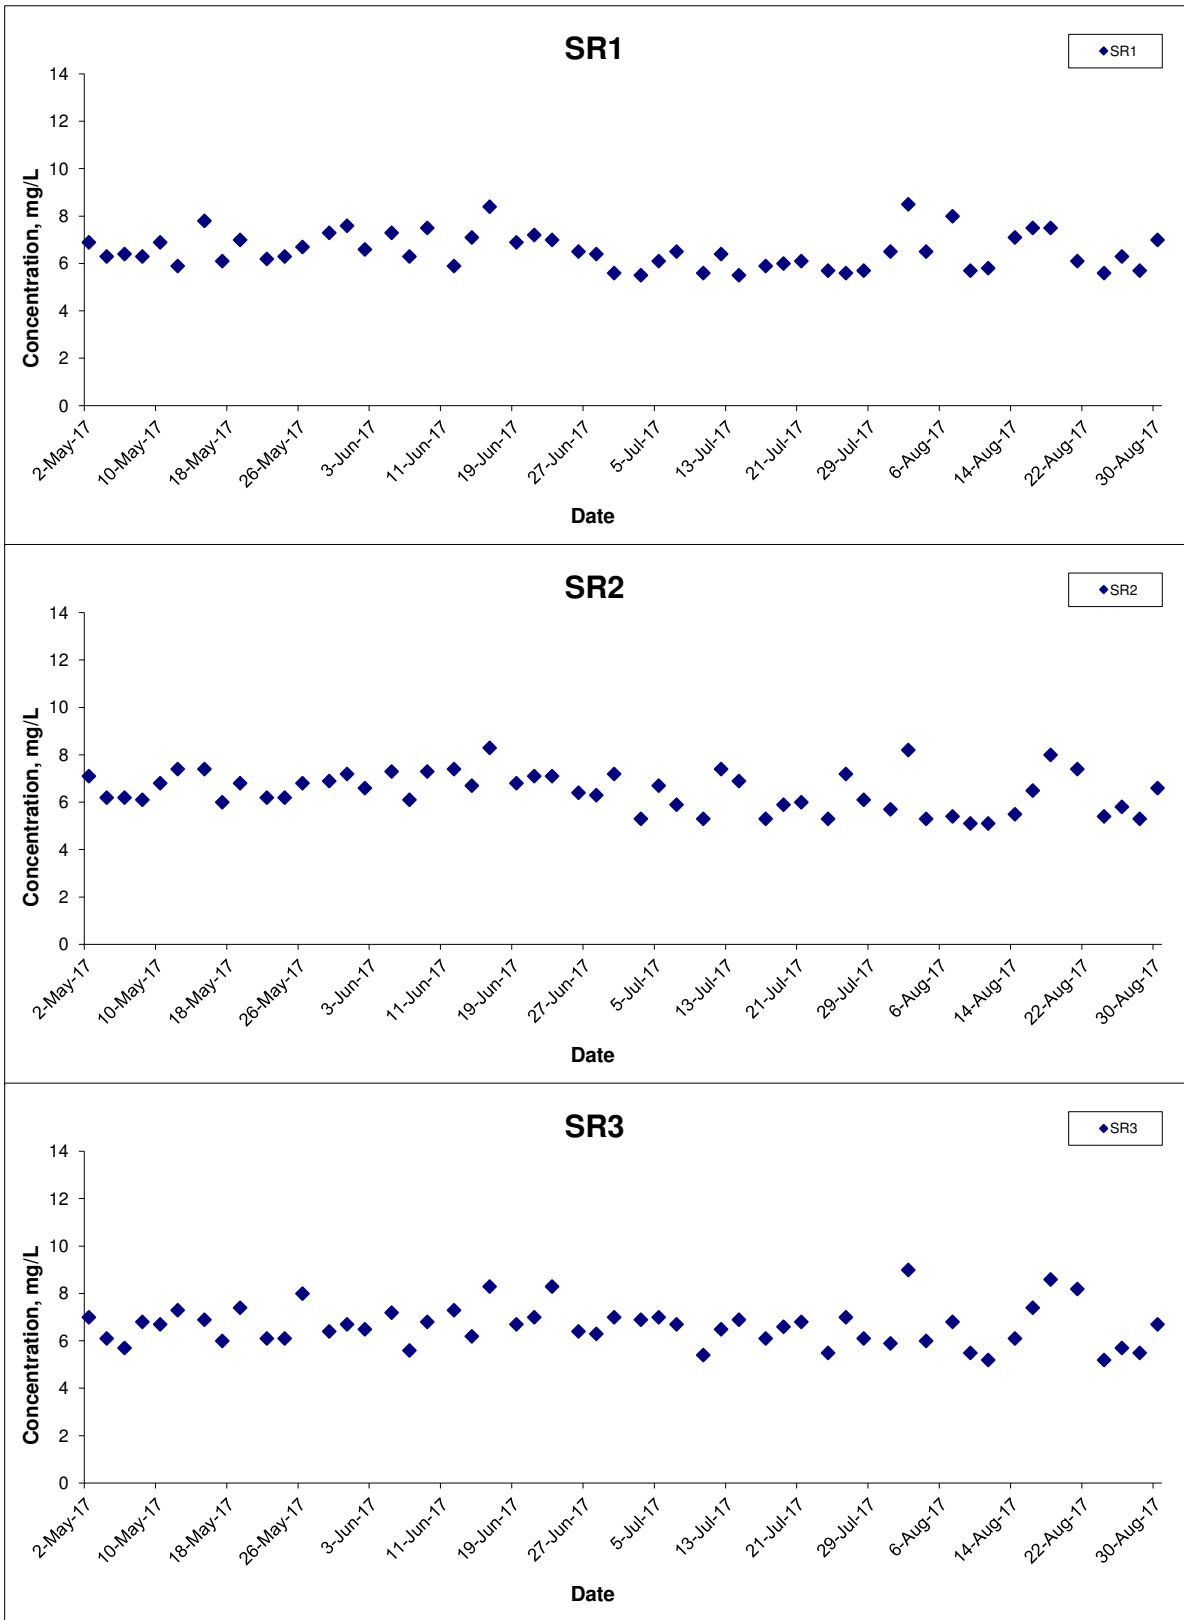 SR1
SR1
14
12
10
8
6
4
2
0
Concentration, mg/L
2-May-17
10-May-17
18-May-17
26-May-17
3-Jun-17
11-Jun-17
19-Jun-17
27-Jun-17
5-Jul-17
13-Jul-17
21-Jul-17
29-Jul-17
6-Aug-17
14-Aug-17
22-Aug-17
30-Aug-17
Date
SR2
SR2
14
12
10
8
6
4
2
0
Concentration, mg/L
2-May-17
10-May-17
18-May-17
26-May-17
3-Jun-17
11-Jun-17
19-Jun-17
27-Jun-17
5-Jul-17
13-Jul-17
21-Jul-17
29-Jul-17
6-Aug-17
14-Aug-17
22-Aug-17
30-Aug-17
Date
SR3
SR3
14
12
10
8
6
4
2
0
Concentration, mg/L
2-May-17
10-May-17
18-May-17
26-May-17
3-Jun-17
11-Jun-17
19-Jun-17
27-Jun-17
5-Jul-17
13-Jul-17
21-Jul-17
29-Jul-17
6-Aug-17
14-Aug-17
22-Aug-17
30-Aug-17
Date